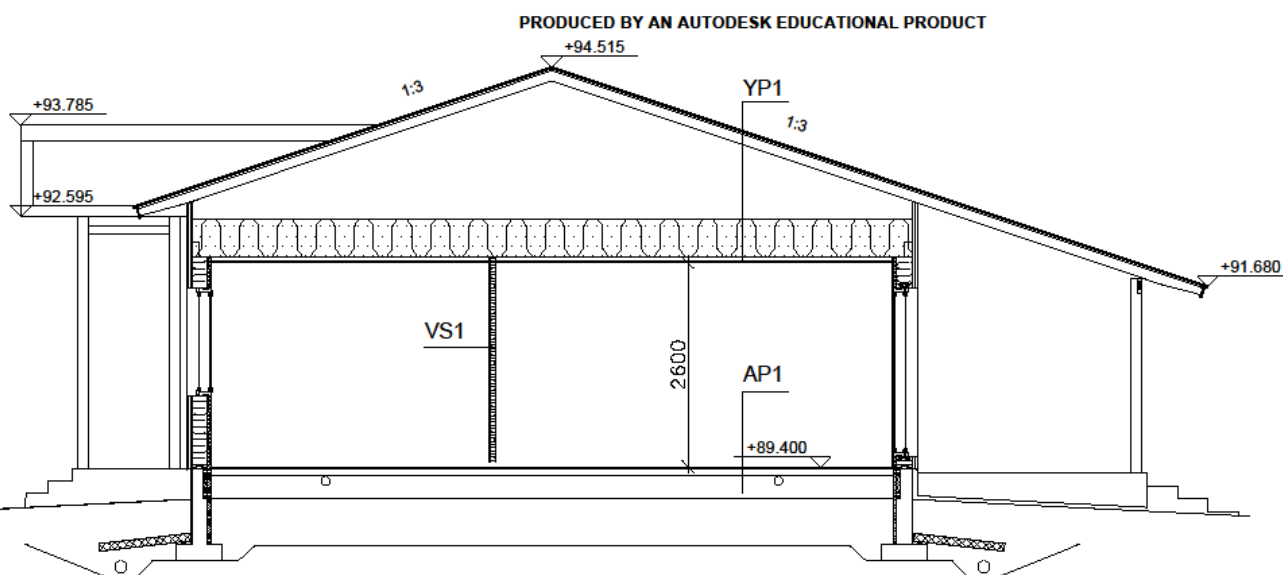 PRODUCED BY AN AUTODESK EDUCATIONAL PRODUCT
+94.515
1:3
YP1
+93.785
1:3
+92.595
+91.680
VS1
2600
AP1
+89.400